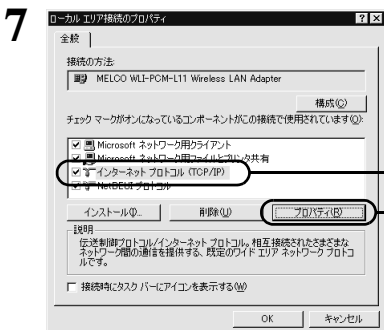 7
ローカル エリア接続のプロパティ
全般
接続の方法:
MELCO WLI-PCM-L11 Wireless LAN Adapter
構成(C)
チェック マークがオンになっているコンポーネントがこの接続で使用されています(O):
Microsoft ネットワーク用クライアント
Microsoft ネットワーク用ファイルとプリンタ共有
インターネット プロトコル (TCP/IP)
NetBEUI プロトコル
インストール(I)... 削除(U) プロパティ(R)
説明
伝送制御プロトコル/インターネット プロトコル。相互接続されたさまざまな
ネットワーク間の通信を提供する、既定のワイド エリア ネットワーク プロトコ
ルです。
接続時にタスク バーにアイコンを表示する(W)
OK キャンセル